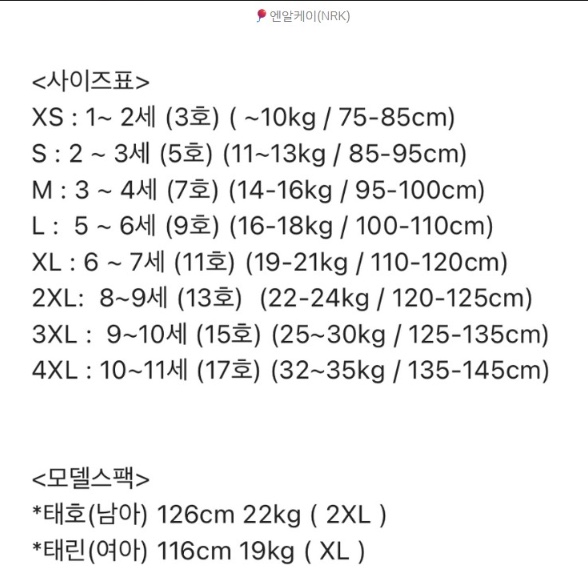 엔알케이(NRK)
<사이즈표>
XS : 1~ 2세 (3호) ( ~10kg / 75-85cm)
S : 2 ~ 3세 (5호) (11~13kg / 85-95cm)
M : 3 ~ 4세 (7호) (14-16kg / 95-100cm)
L :  5 ~ 6세 (9호) (16-18kg / 100-110cm)
XL : 6 ~ 7세 (11호) (19-21kg / 110-120cm)
2XL:  8~9세 (13호)  (22-24kg / 120-125cm)
3XL :  9~10세 (15호) (25~30kg / 125-135cm)
4XL : 10~11세 (17호) (32~35kg / 135-145cm)
<모델스팩>
*태호(남아) 126cm 22kg ( 2XL )
*태린(여아) 116cm 19kg ( XL )